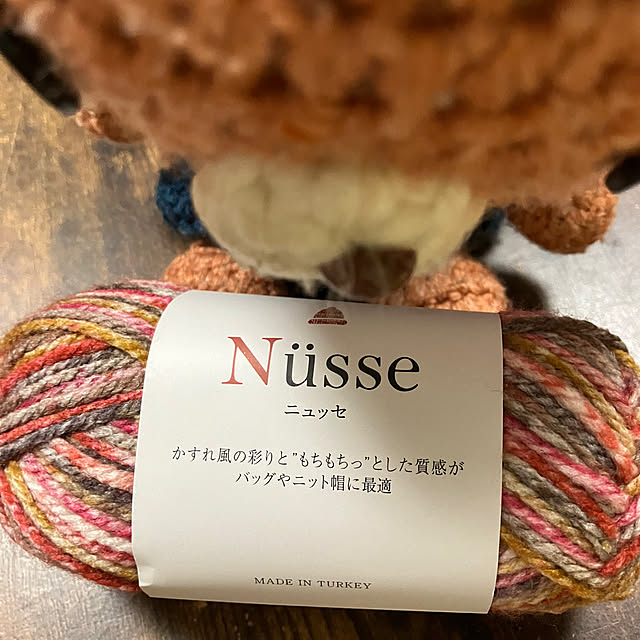 Nüsse
ニュッセ
かすれ風の彩りと"もちもちっ"とした質感が
バッグやニット帽に最適
MADE IN TURKEY